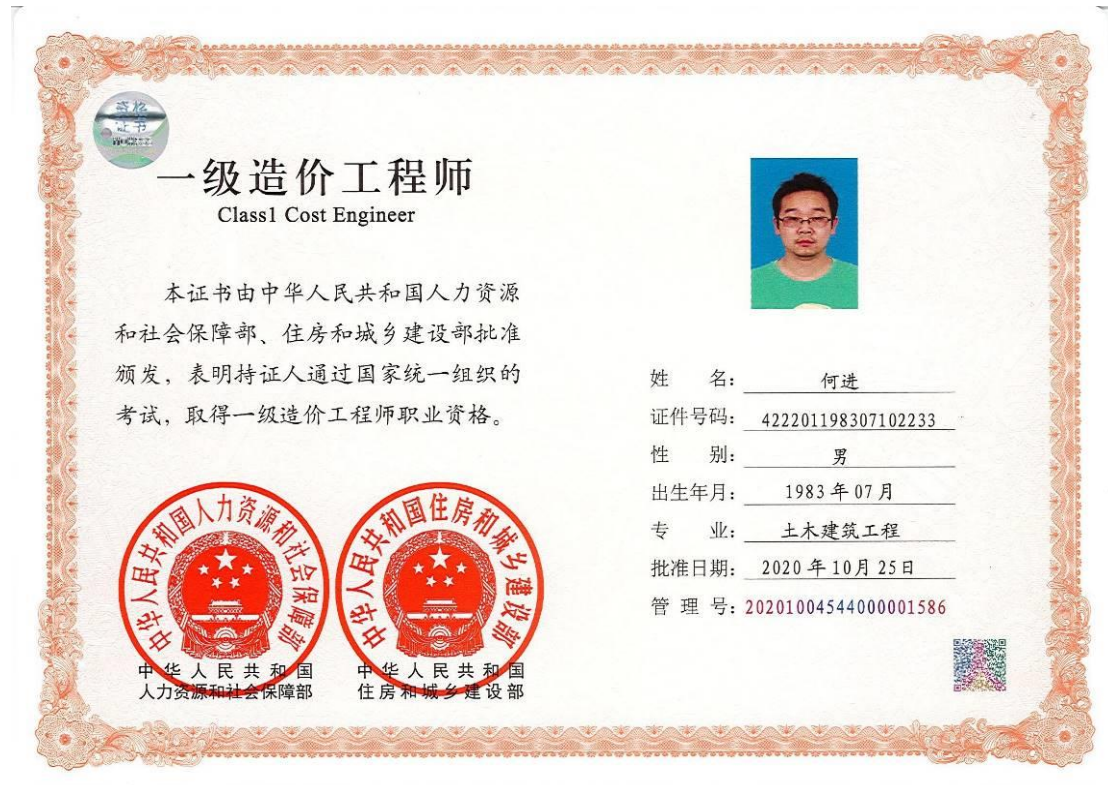 资格
证书
一级造价工程师
Class1 Cost Engineer
本证书由中华人民共和国人力资源
和社会保障部、住房和城乡建设部批准
颁发，表明持证人通过国家统一组织的
考试，取得一级造价工程师职业资格。
中华人民共和国人力资源和社会保障部
中华人民共和国住房和城乡建设部
中华人民共和国
人力资源和社会保障部
中华人民共和国
住房和城乡建设部
姓 名： 何进
证件号码： 422201198307102233
性 别： 男
出生年月： 1983年07月
专 业： 土木建筑工程
批准日期： 2020年10月25日
管 理 号： 20201004544000001586